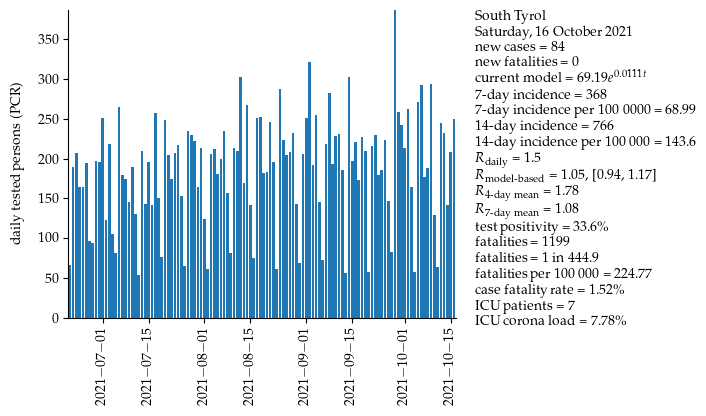 daily tested persons (PCR)
350
300
250
200
150
100
50
0
2021−07−01
2021−07−15
2021−08−01
2021−08−15
2021−09−01
2021−09−15
2021−10−01
2021−10−15
South Tyrol
Saturday, 16 October 2021
new cases = 84
new fatalities = 0
current model = 69.19e^0.0111t
7-day incidence = 368
7-day incidence per 100 0000 = 68.99
14-day incidence = 766
14-day incidence per 100 000 = 143.6
R_daily = 1.5
R_model-based = 1.05, [0.94, 1.17]
R_4-day mean = 1.78
R_7-day mean = 1.08
test positivity = 33.6%
fatalities = 1199
fatalities = 1 in 444.9
fatalities per 100 000 = 224.77
case fatality rate = 1.52%
ICU patients = 7
ICU corona load = 7.78%